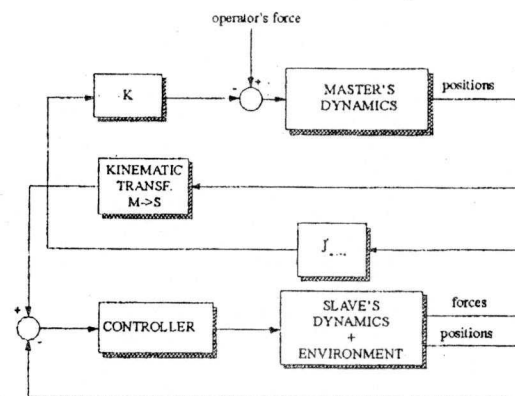 operator's force
K
- +
MASTER'S
DYNAMICS
positions
KINEMATIC
TRANSF.
M->S
J
+
-
CONTROLLER
SLAVE'S
DYNAMICS
+
ENVIRONMENT
forces
positions